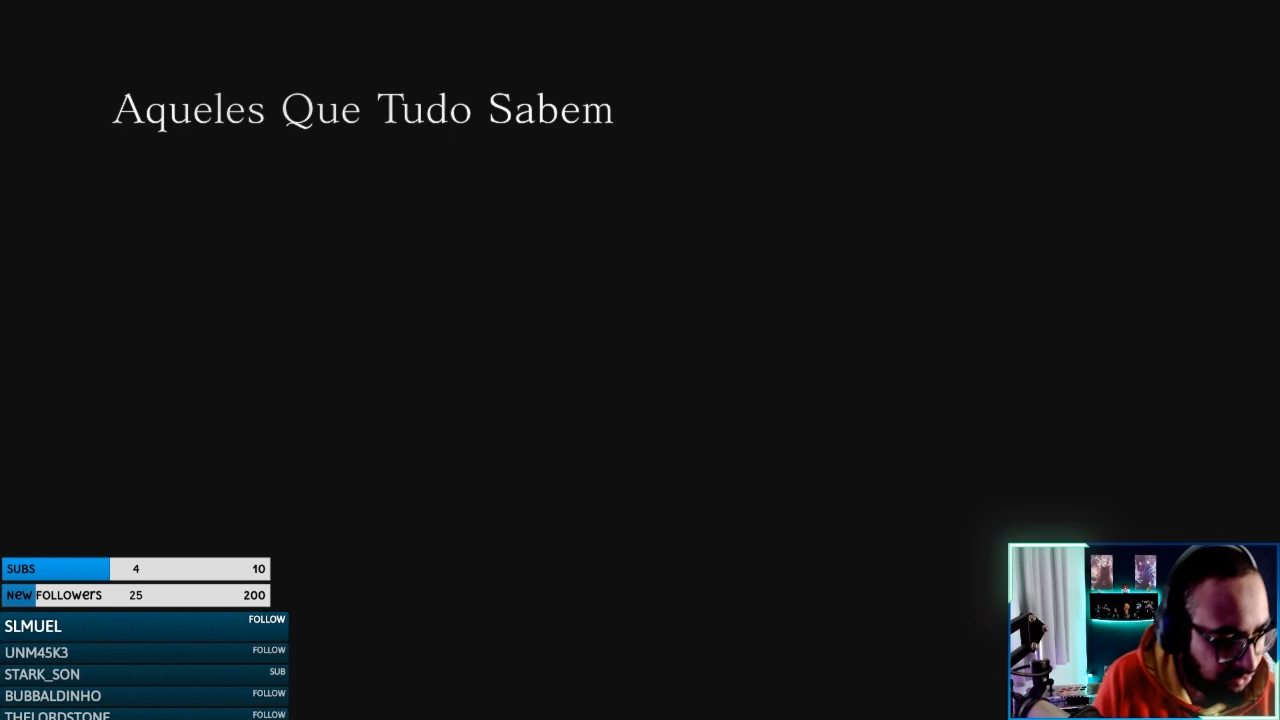 Aqueles Que Tudo Sabem
SUBS 4 10
New FOLLOWERS 25 200
SLMUEL FOLLOW
UNM45K3 FOLLOW
STARK_SON SUB
BUBBALDINHO FOLLOW
THELORDSTONE FOLLOW